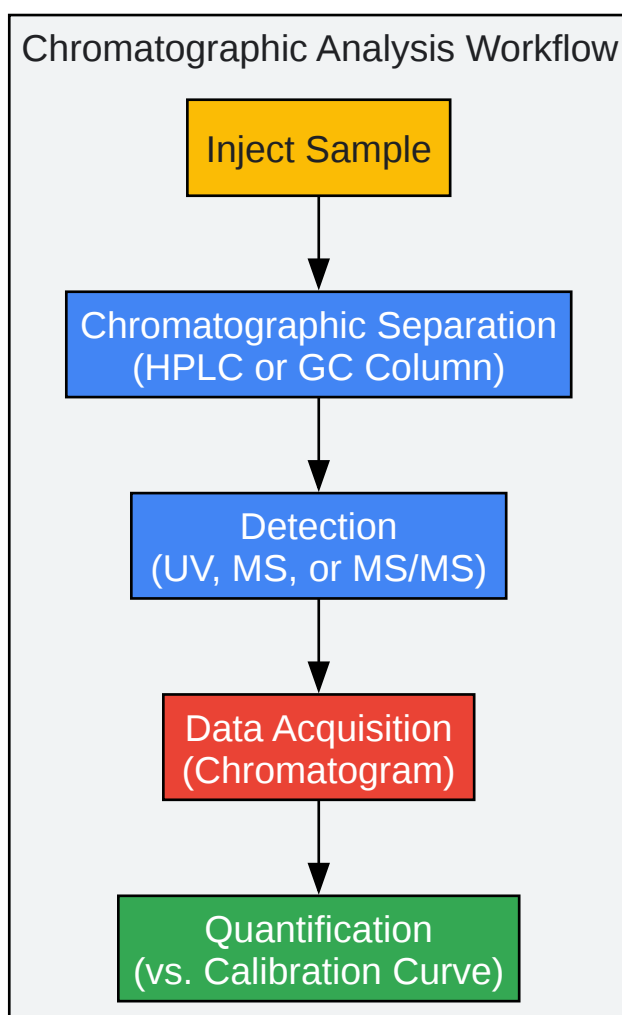 Chromatographic Analysis Workflow
Inject Sample
Chromatographic Separation
(HPLC or GC Column)
Detection
(UV, MS, or MS/MS)
Data Acquisition
(Chromatogram)
Quantification
(vs. Calibration Curve)